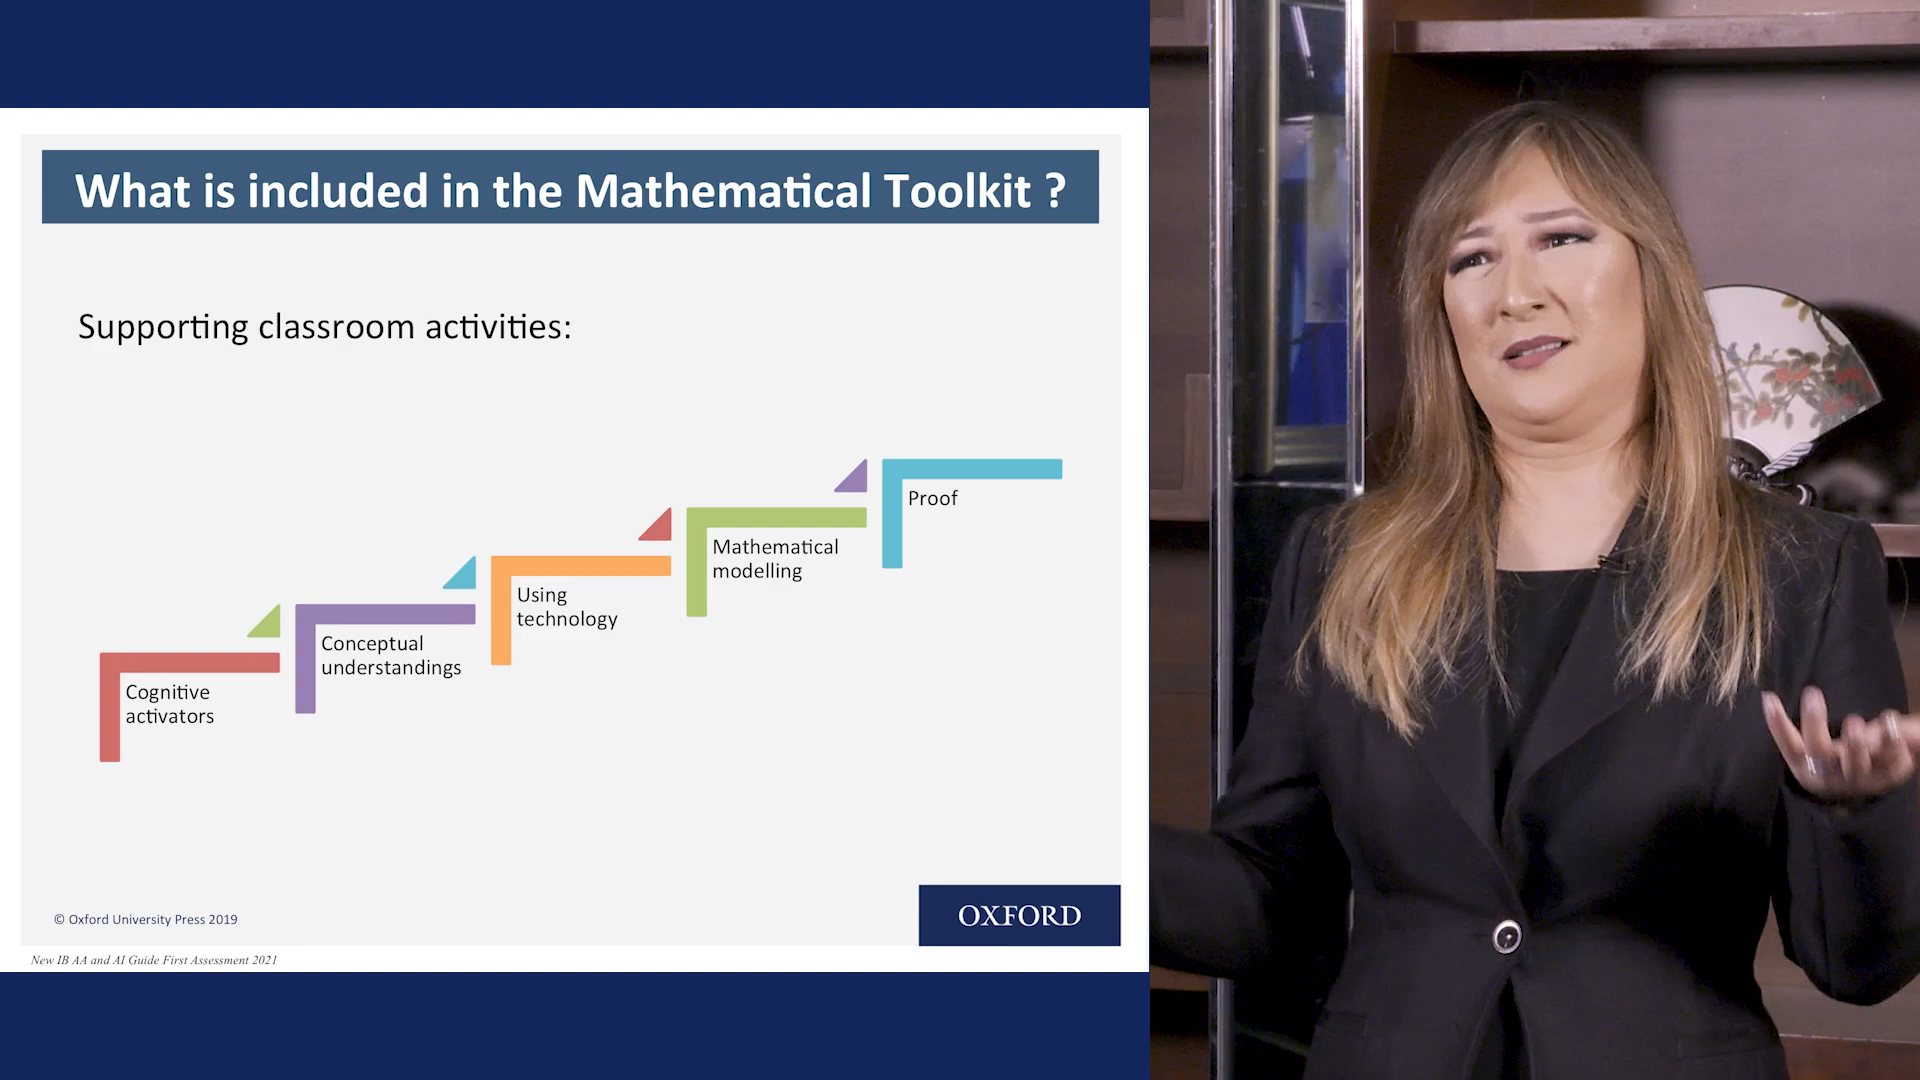 What is included in the Mathematical Toolkit ?
Supporting classroom activities:
Cognitive
activators
Conceptual
understandings
Using
technology
Mathematical
modelling
Proof
© Oxford University Press 2019
OXFORD
New IB AA and AI Guide First Assessment 2021